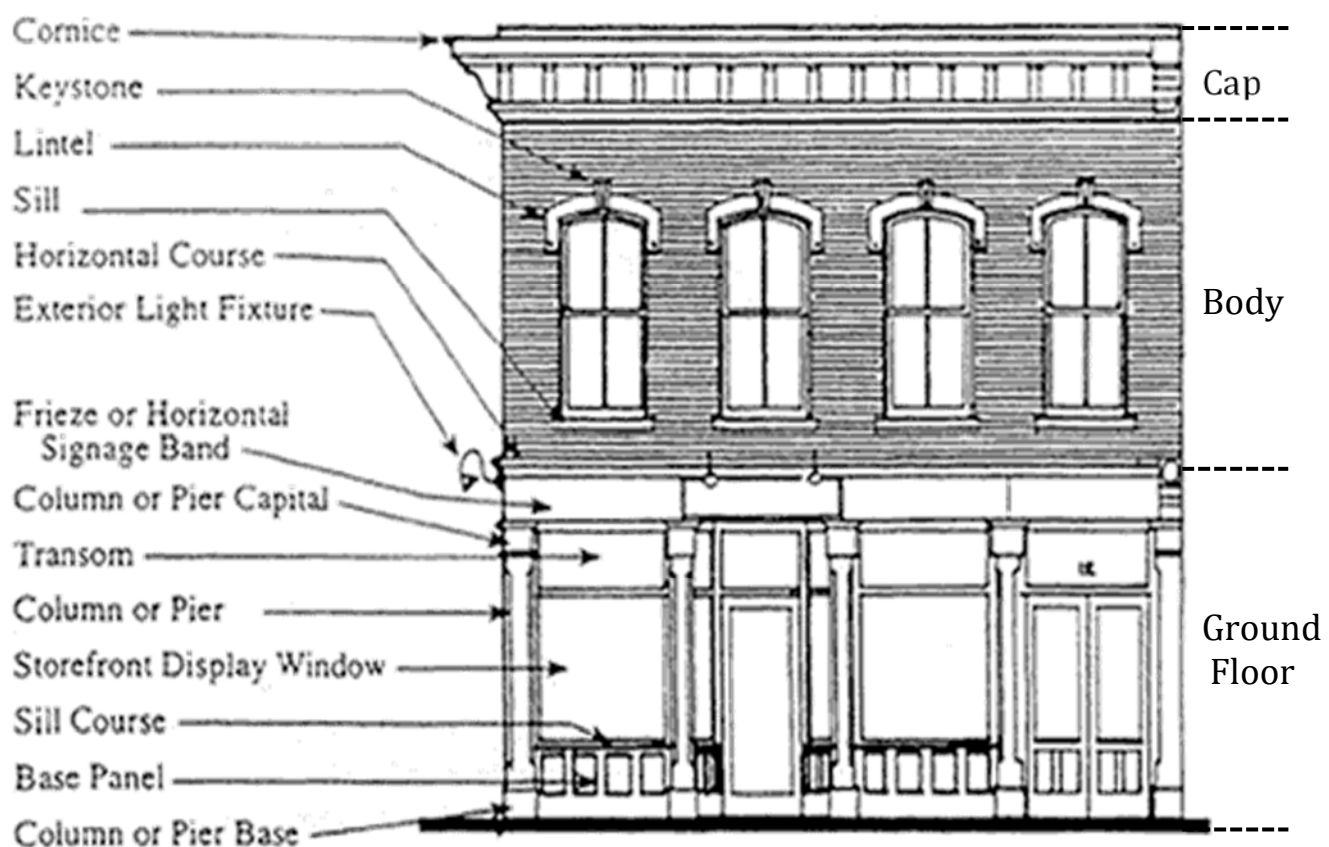 Cornice
Keystone
Lintel
Sill
Horizontal Course
Exterior Light Fixture
Frieze or Horizontal
Signage Band
Column or Pier Capital
Transom
Column or Pier
Storefront Display Window
Sill Course
Base Panel
Column or Pier Base
Cap
Body
Ground
Floor